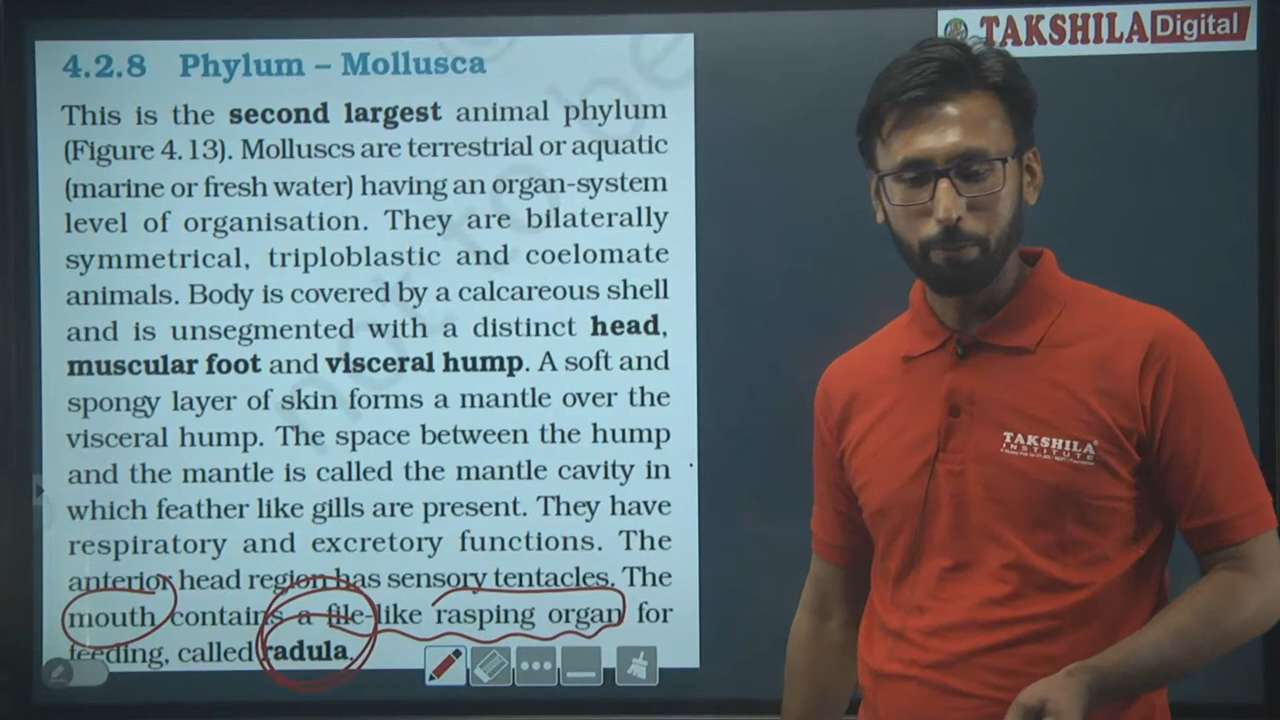 TAKSHILA Digital
4.2.8 Phylum – Mollusca
This is the second largest animal phylum
(Figure 4.13). Molluscs are terrestrial or aquatic
(marine or fresh water) having an organ-system
level of organisation. They are bilaterally
symmetrical, triploblastic and coelomate
animals. Body is covered by a calcareous shell
and is unsegmented with a distinct head,
muscular foot and visceral hump. A soft and
spongy layer of skin forms a mantle over the
visceral hump. The space between the hump
and the mantle is called the mantle cavity in
which feather like gills are present. They have
respiratory and excretory functions. The
anterior head region has sensory tentacles. The
mouth contains a file-like rasping organ for
feeding, called radula.
not to be
TAKSHILA
INSTITUTE